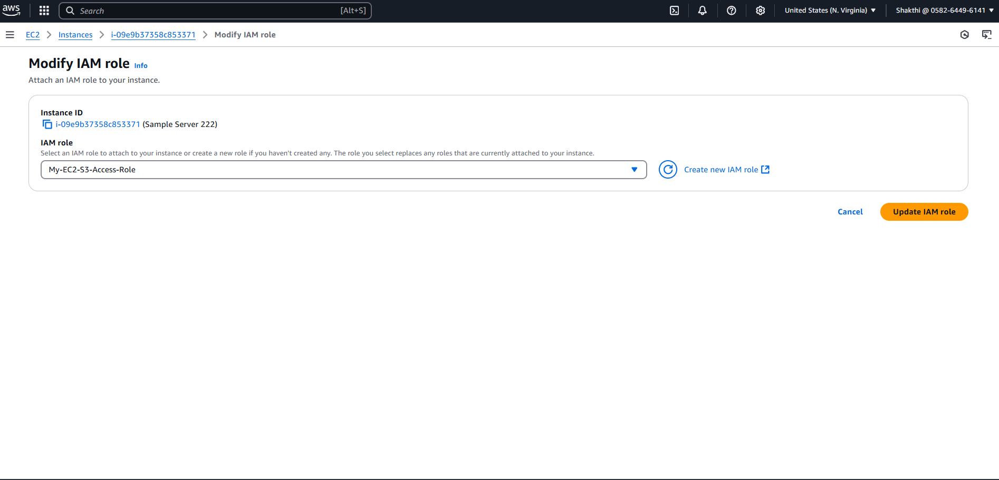 aws
Search [Alt+S] United States (N. Virginia) Shakthi @ 0582-6449-6141
EC2 Instances i-09e9b37358c853371 Modify IAM role
Modify IAM role Info
Attach an IAM role to your instance.
Instance ID
i-09e9b37358c853371 (Sample Server 222)
IAM role
Select an IAM role to attach to your instance or create a new role if you haven't created any. The role you select replaces any roles that are currently attached to your instance.
My-EC2-S3-Access-Role Create new IAM role
Cancel Update IAM role